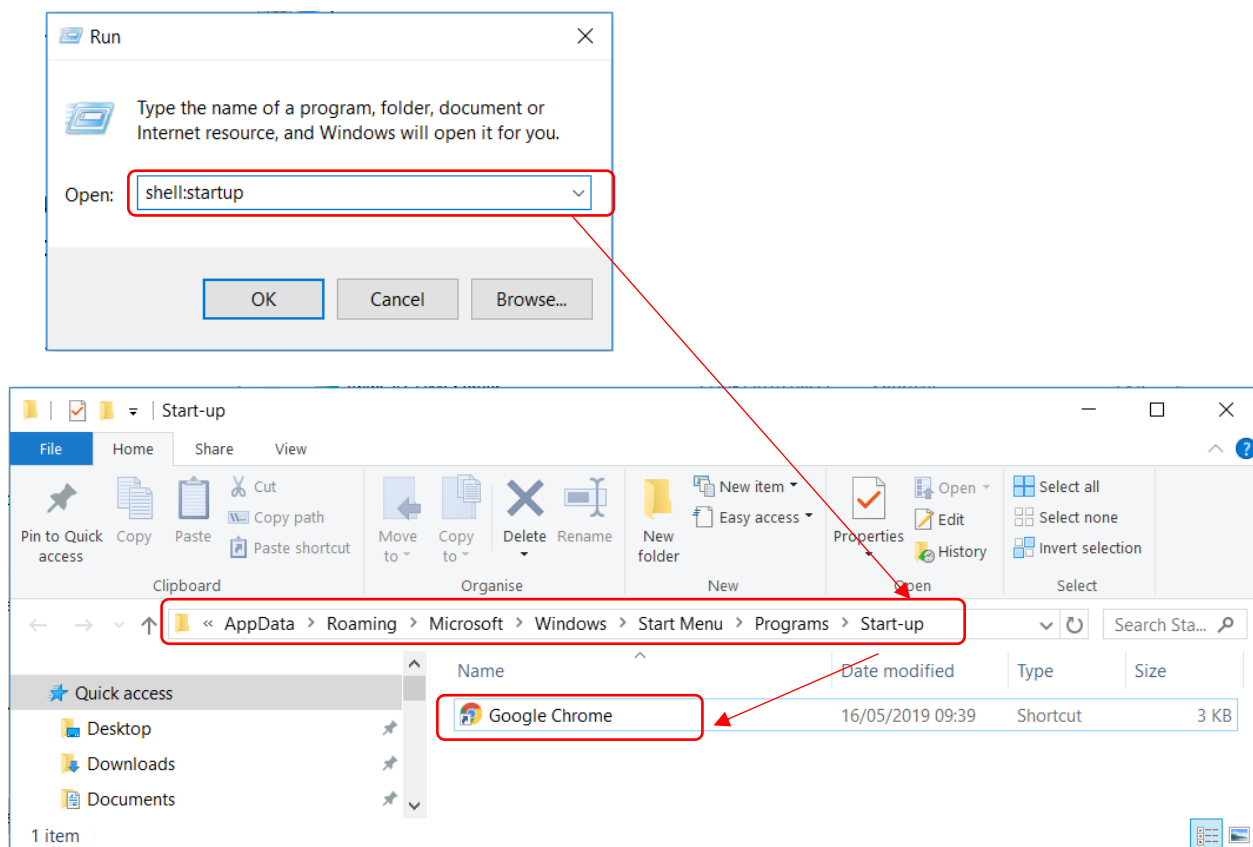 Run
Type the name of a program, folder, document or
Internet resource, and Windows will open it for you.
Open: shell:startup
OK Cancel Browse...
Start-up
File Home Share View
Pin to Quick access
Copy
Paste
Cut
Copy path
Paste shortcut
Move to
Copy to
Delete
Rename
New folder
New item
Easy access
Properties
Open
Edit
History
Select all
Select none
Invert selection
Clipboard Organise New Open Select
« AppData > Roaming > Microsoft > Windows > Start Menu > Programs > Start-up
Search Sta...
Name Date modified Type Size
Quick access
Google Chrome 16/05/2019 09:39 Shortcut 3 KB
Desktop
Downloads
Documents
1 item